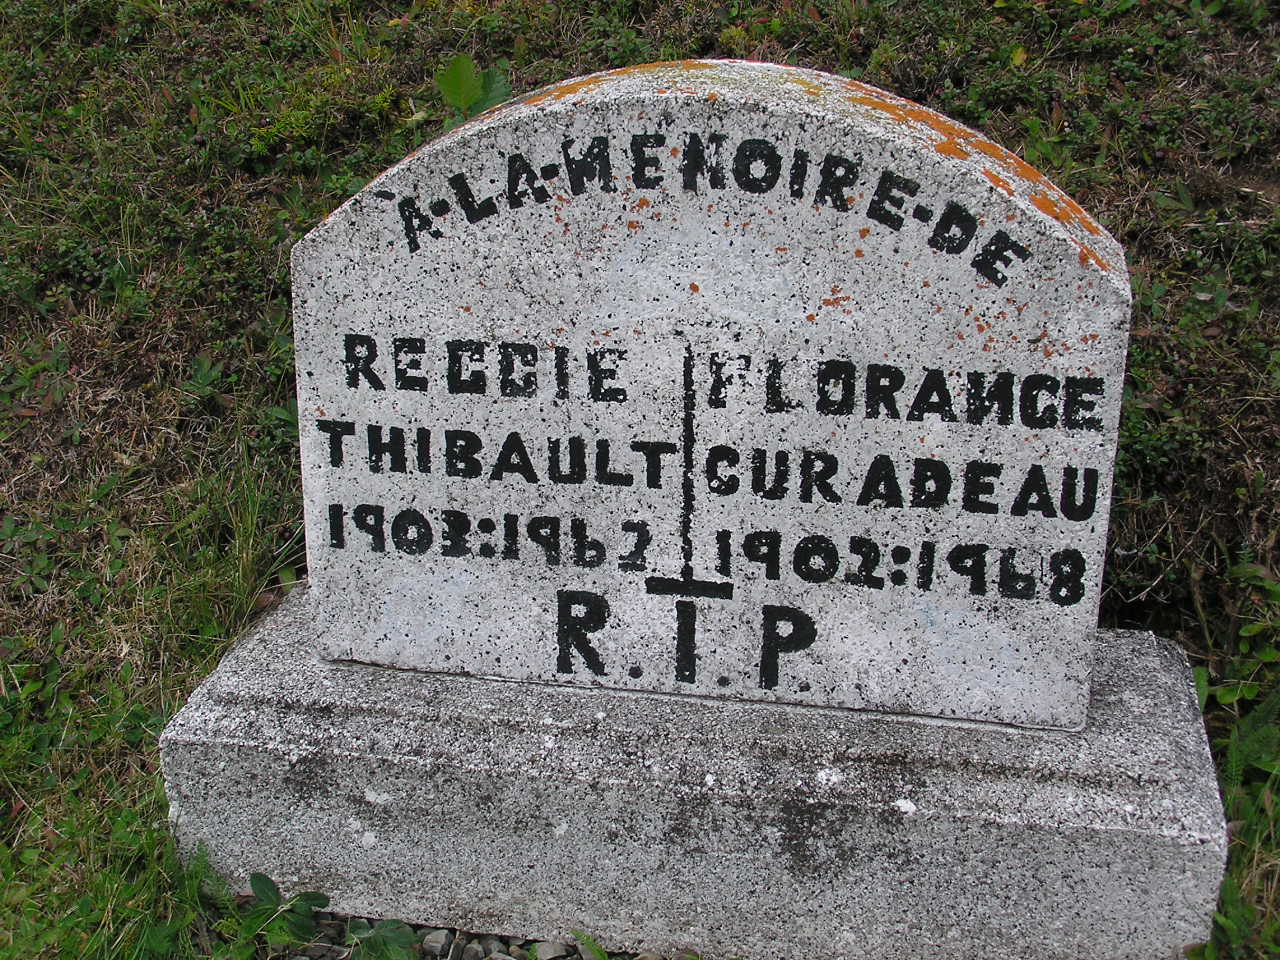 À·LA·MEMOIRE·DE
REGGIE FLORANCE
THIBAULT CURADEAU
1903:1962 1902:1968
R.I.P.